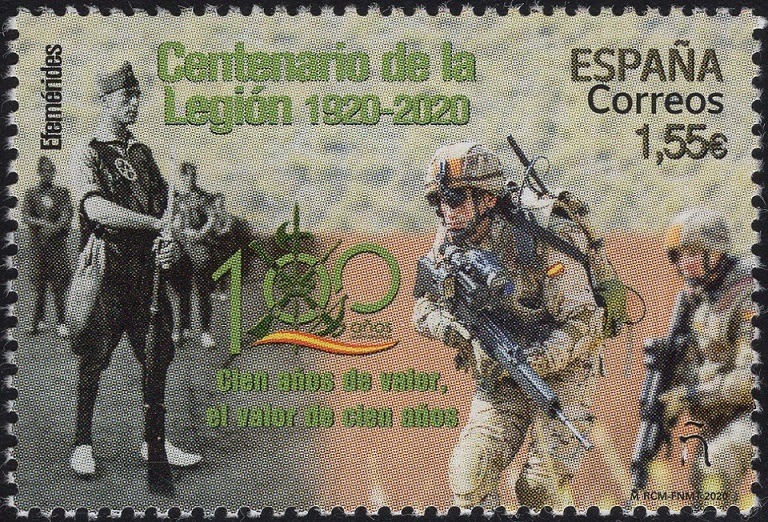 Efemérides
Centenario de la
Legión 1920-2020
ESPAÑA
Correos
1,55€
100
años
Cien años de valor,
el valor de cien años
ñ
M RCM-FNMT 2020